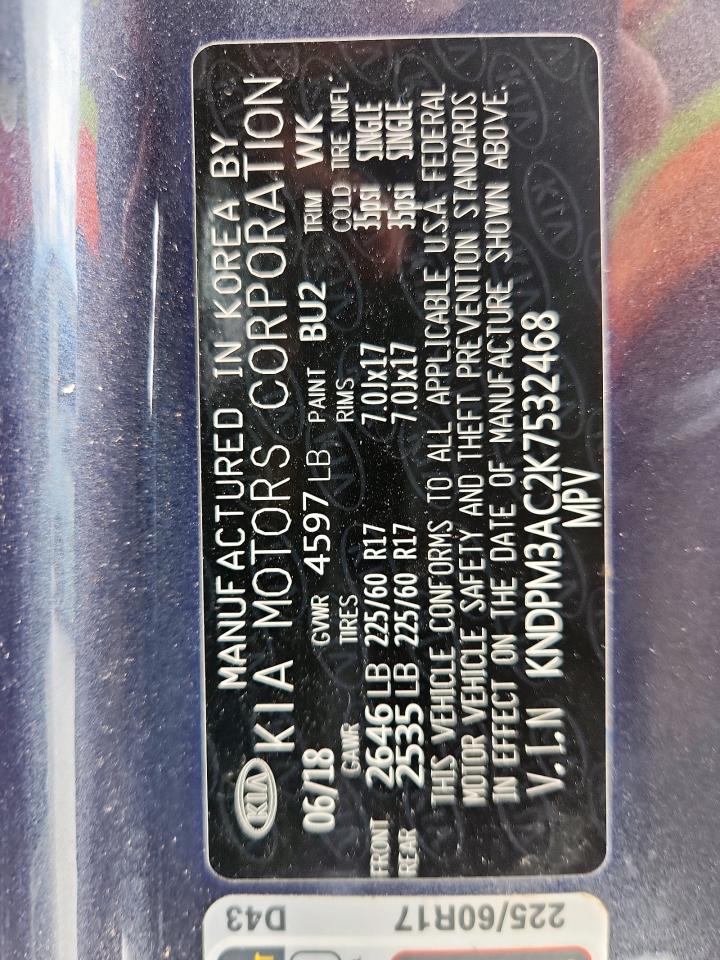 MANUFACTURED IN KOREA BY
KIA KIA MOTORS CORPORATION
06/18 GVWR 4597 LB PAINT BU2 TRIM WK
GAWR TIRES RIMS COLD TIRE INFL.
FRONT 2646 LB 225/60 R17 7.0Jx17 35psi SINGLE
REAR 2535 LB 225/60 R17 7.0Jx17 35psi SINGLE
THIS VEHICLE CONFORMS TO ALL APPLICABLE U.S.A. FEDERAL
MOTOR VEHICLE SAFETY AND THEFT PREVENTION STANDARDS
IN EFFECT ON THE DATE OF MANUFACTURE SHOWN ABOVE.
V.I.N KNDPM3AC2K7532468
MPV
225/60R17 D43